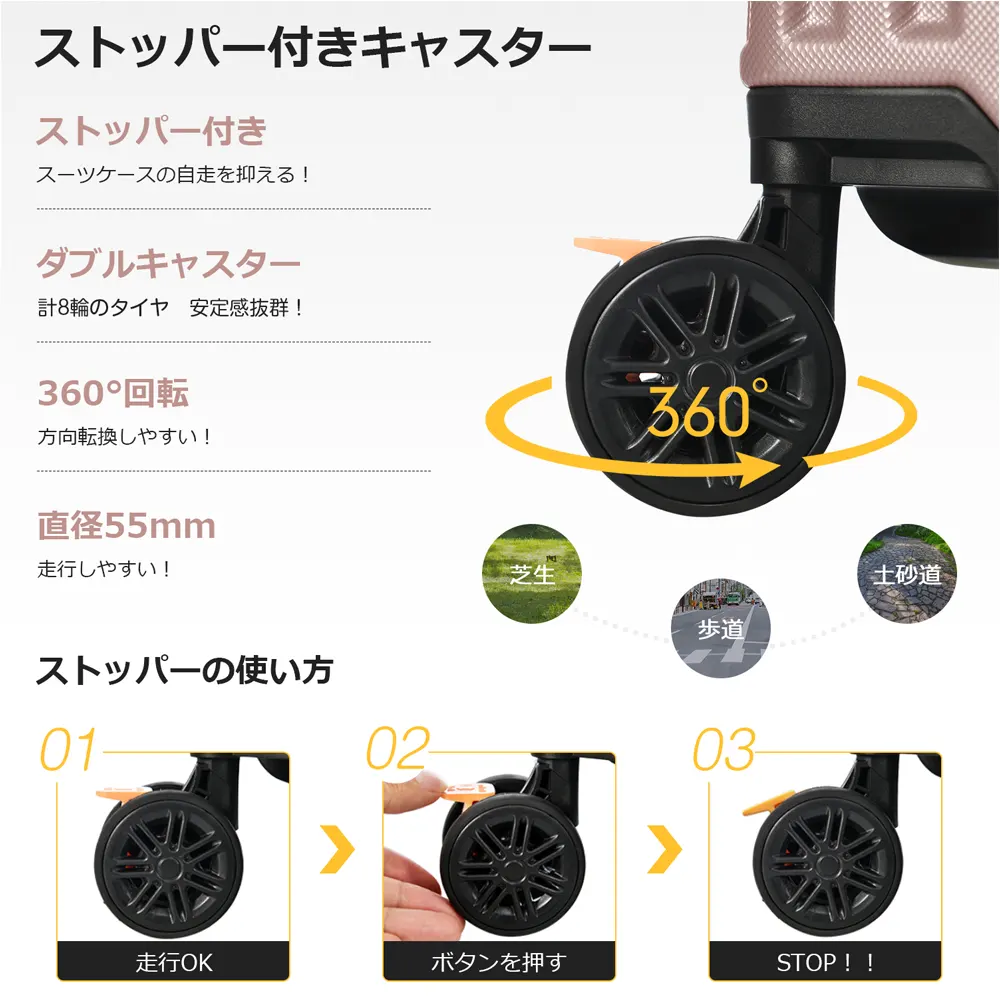 ストッパー付きキャスター
ストッパー付き
スーツケースの自走を抑える！
ダブルキャスター
計8輪のタイヤ　安定感抜群！
360°回転
方向転換しやすい！
直径55mm
走行しやすい！
360°
芝生
歩道
土砂道
ストッパーの使い方
01
02
03
走行OK
ボタンを押す
STOP！！